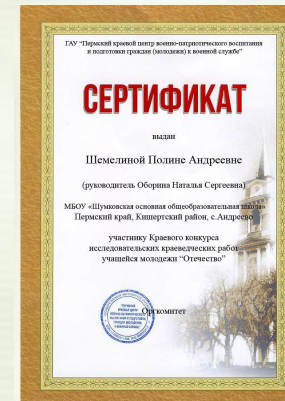 ГАУ “Пермский краевой центр военно-патриотического воспитания
и подготовки граждан (молодежи) к военной службе”
СЕРТИФИКАТ
выдан
Шемелиной Полине Андреевне
(руководитель Оборина Наталья Сергеевна)
МБОУ «Шумковская основная общеобразовательная школа»
Пермский край, Кишертский район, с.Андреево
участнику Краевого конкурса
исследовательских краеведческих работ
учащейся молодежи “Отечество”
Оргкомитет